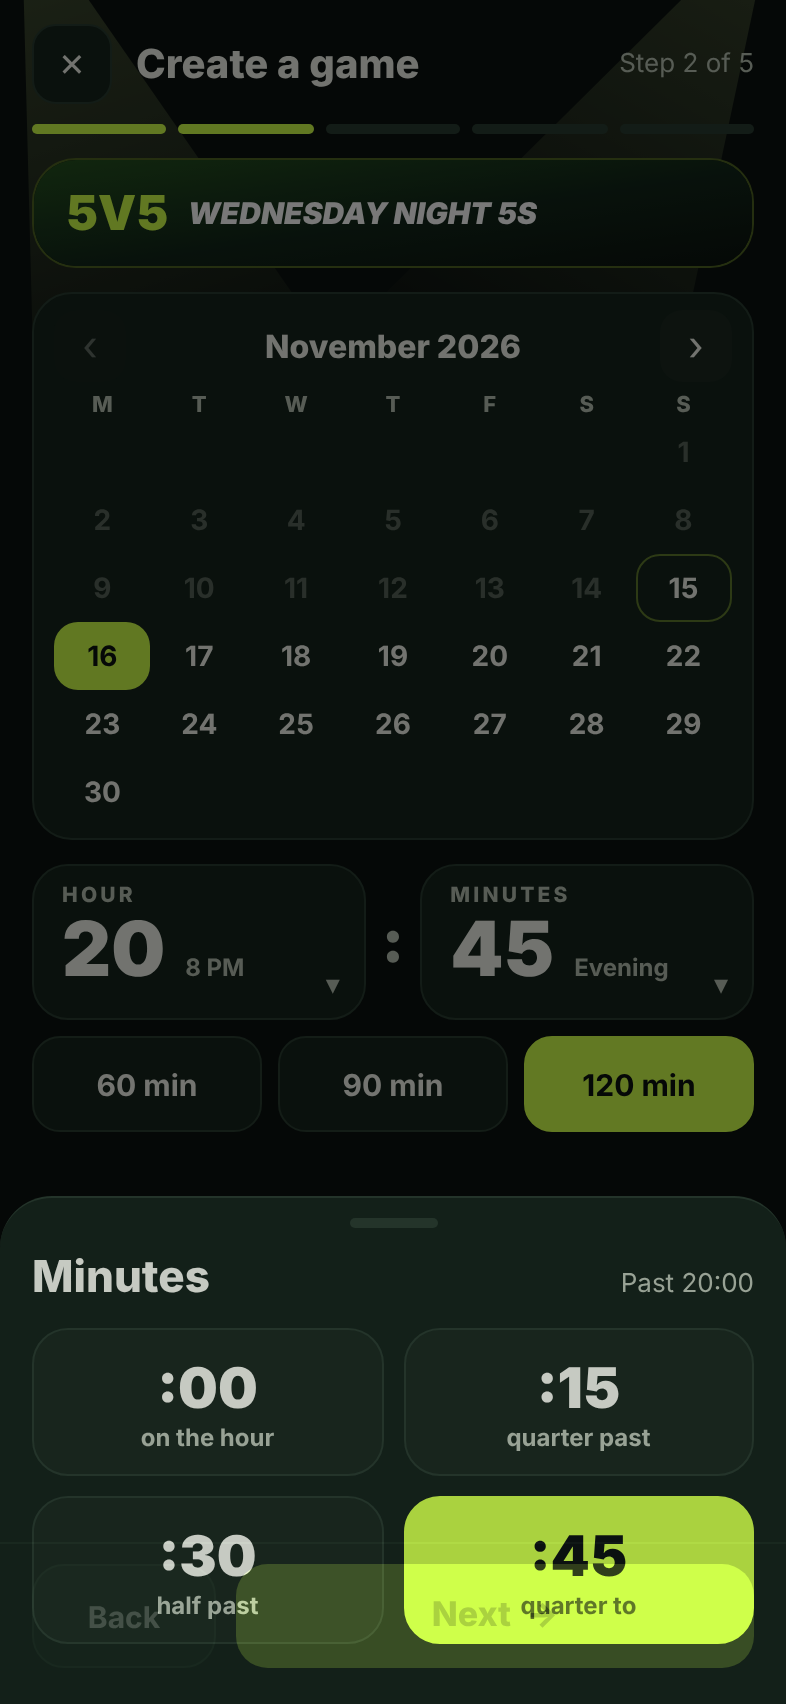 ✕ Create a game Step 2 of 5
5V5 WEDNESDAY NIGHT 5S
‹ November 2026 ›
M T W T F S S
1
2 3 4 5 6 7 8
9 10 11 12 13 14 15
16 17 18 19 20 21 22
23 24 25 26 27 28 29
30
HOUR
20 8 PM ▼
:
MINUTES
45 Evening ▼
60 min 90 min 120 min
Minutes Past 20:00
:00
on the hour
:15
quarter past
:30
half past
:45
quarter to
Back Next →